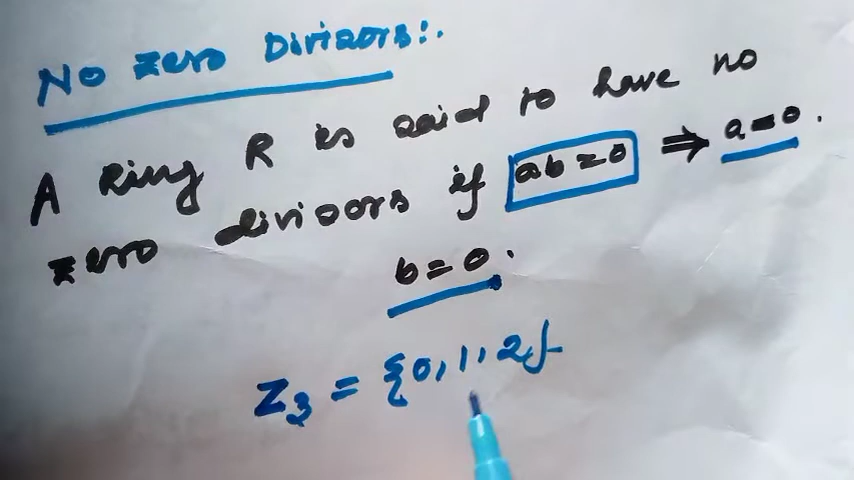 No zero Divisors:.
A Ring R is said to have no
zero divisors if ab=0 ⇒ a=0.
b=0.
Z3 = {0,1,2}